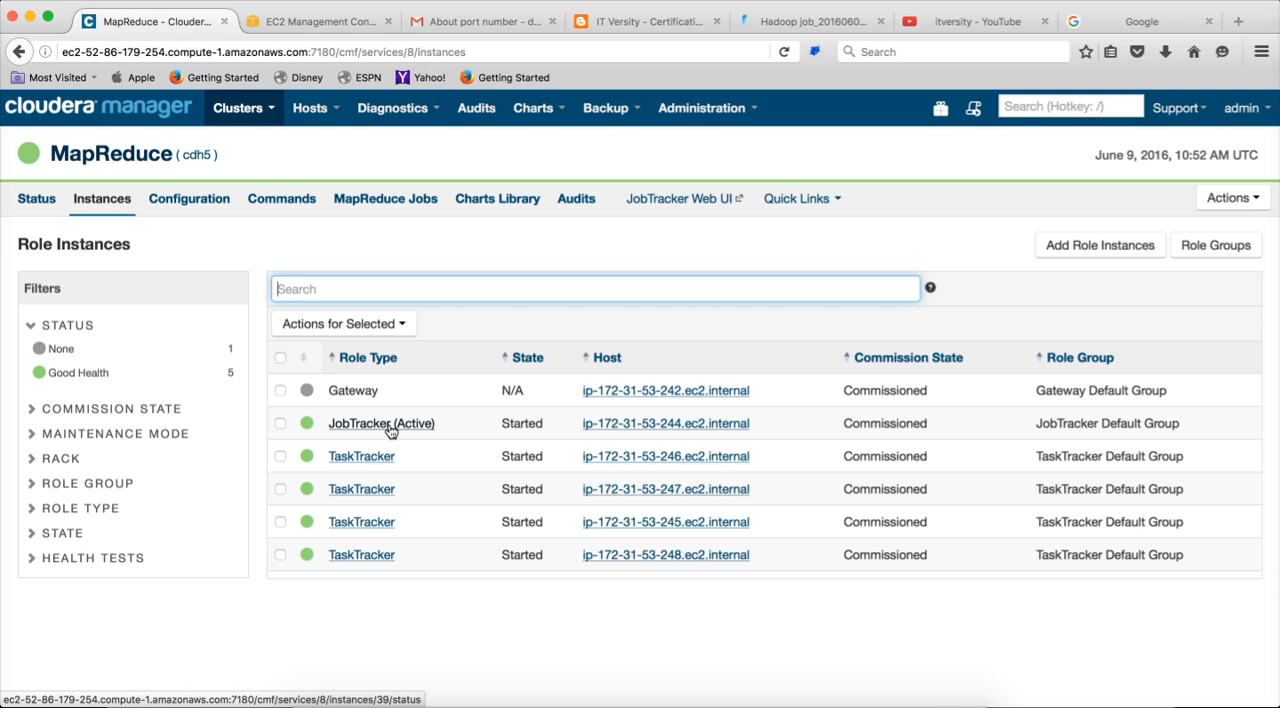 MapReduce - Clouder...
EC2 Management Con...
About port number - d...
IT Versity - Certificati...
Hadoop job_2016060...
itversity - YouTube
Google
ec2-52-86-179-254.compute-1.amazonaws.com:7180/cmf/services/8/instances
Search
Most Visited
Apple
Getting Started
Disney
ESPN
Yahoo!
Getting Started
cloudera manager
Clusters
Hosts
Diagnostics
Audits
Charts
Backup
Administration
Search (Hotkey: /)
Support
admin
MapReduce (cdh5)
June 9, 2016, 10:52 AM UTC
Status
Instances
Configuration
Commands
MapReduce Jobs
Charts Library
Audits
JobTracker Web UI
Quick Links
Actions
Role Instances
Add Role Instances
Role Groups
Filters
STATUS
None 1
Good Health 5
COMMISSION STATE
MAINTENANCE MODE
RACK
ROLE GROUP
ROLE TYPE
STATE
HEALTH TESTS
Search
Actions for Selected
Role Type State Host Commission State Role Group
Gateway N/A ip-172-31-53-242.ec2.internal Commissioned Gateway Default Group
JobTracker (Active) Started ip-172-31-53-244.ec2.internal Commissioned JobTracker Default Group
TaskTracker Started ip-172-31-53-246.ec2.internal Commissioned TaskTracker Default Group
TaskTracker Started ip-172-31-53-247.ec2.internal Commissioned TaskTracker Default Group
TaskTracker Started ip-172-31-53-245.ec2.internal Commissioned TaskTracker Default Group
TaskTracker Started ip-172-31-53-248.ec2.internal Commissioned TaskTracker Default Group
ec2-52-86-179-254.compute-1.amazonaws.com:7180/cmf/services/8/instances/39/status